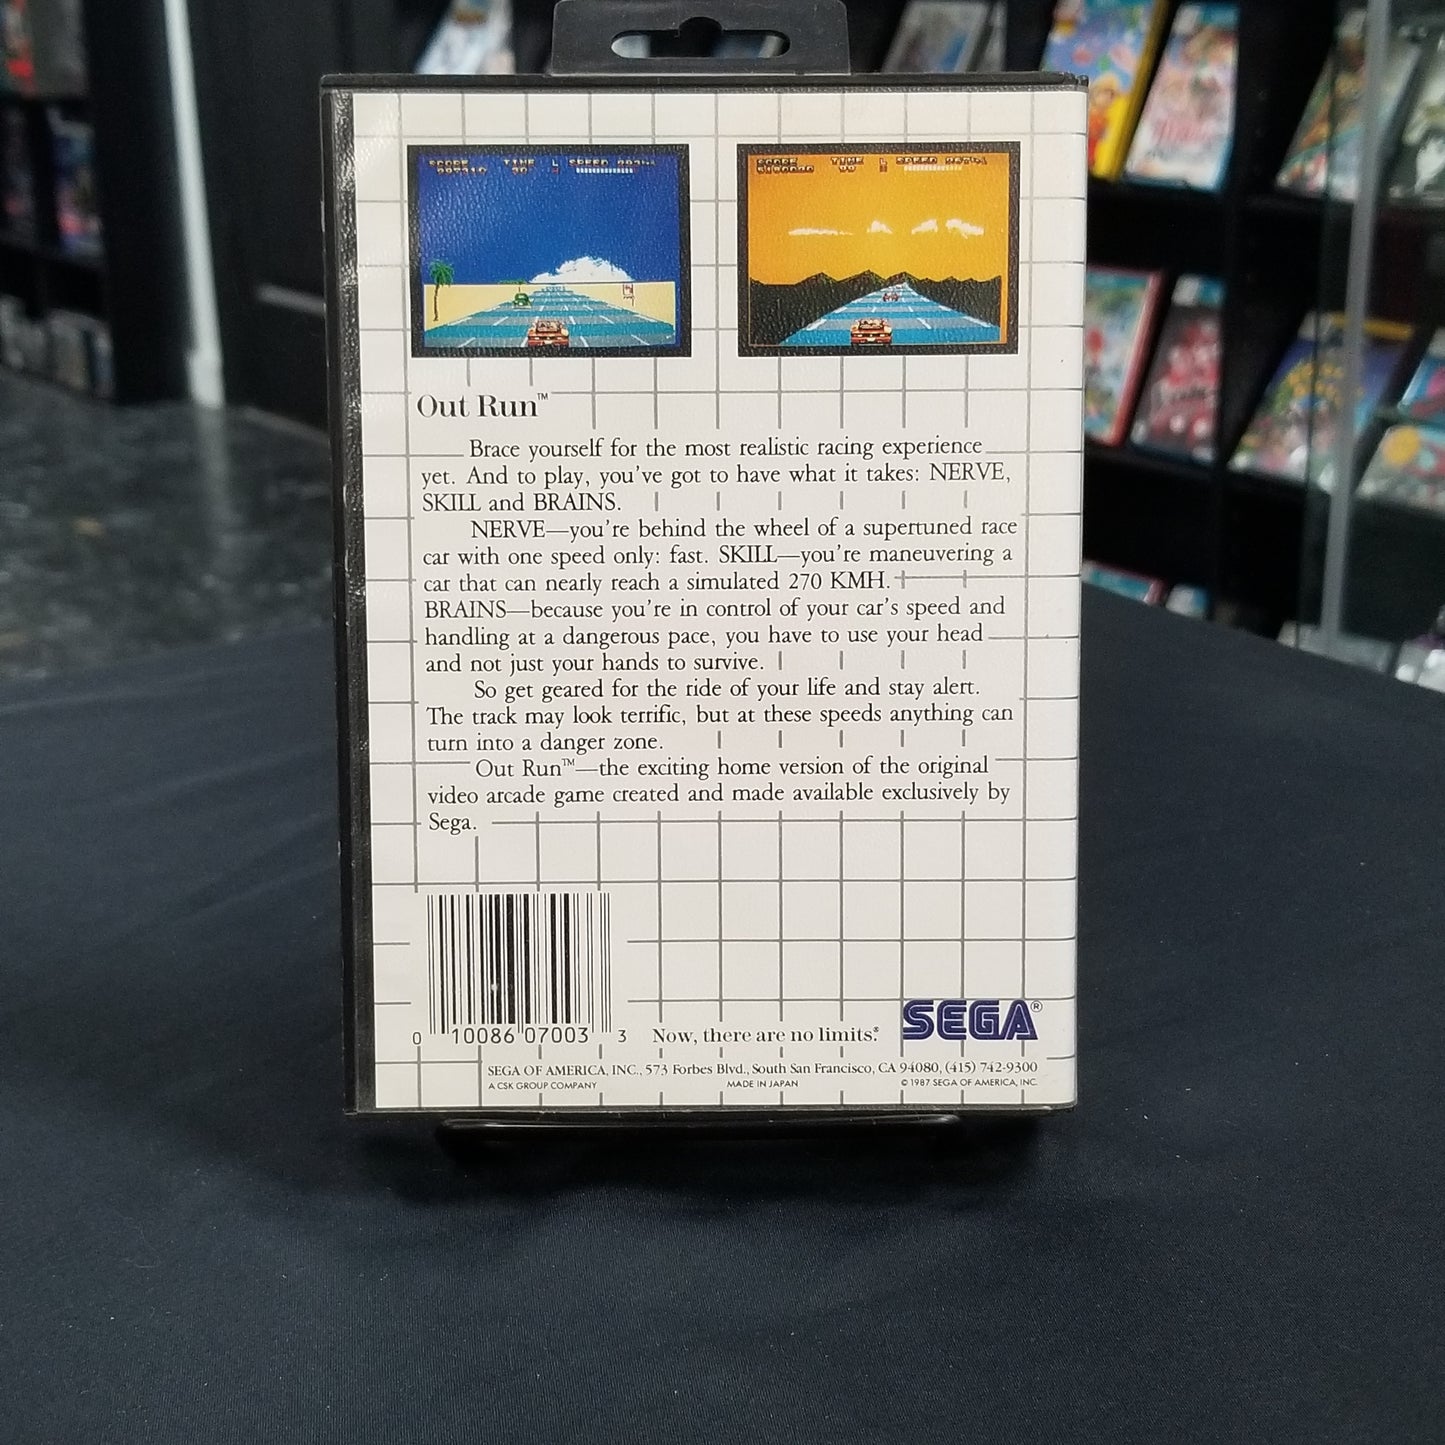 SCORE TIME L SPEED
SCORE TIME L SPEED
Out Run™
Brace yourself for the most realistic racing experience
yet. And to play, you've got to have what it takes: NERVE,
SKILL and BRAINS.
NERVE—you're behind the wheel of a supertuned race
car with one speed only: fast. SKILL—you're maneuvering a
car that can nearly reach a simulated 270 KMH.
BRAINS—because you're in control of your car's speed and
handling at a dangerous pace, you have to use your head
and not just your hands to survive.
So get geared for the ride of your life and stay alert.
The track may look terrific, but at these speeds anything can
turn into a danger zone.
Out Run™—the exciting home version of the original
video arcade game created and made available exclusively by
Sega.
0 10086 07003 3
Now, there are no limits.®
SEGA®
SEGA OF AMERICA, INC., 573 Forbes Blvd., South San Francisco, CA 94080, (415) 742-9300
A CSK GROUP COMPANY MADE IN JAPAN © 1987 SEGA OF AMERICA, INC.